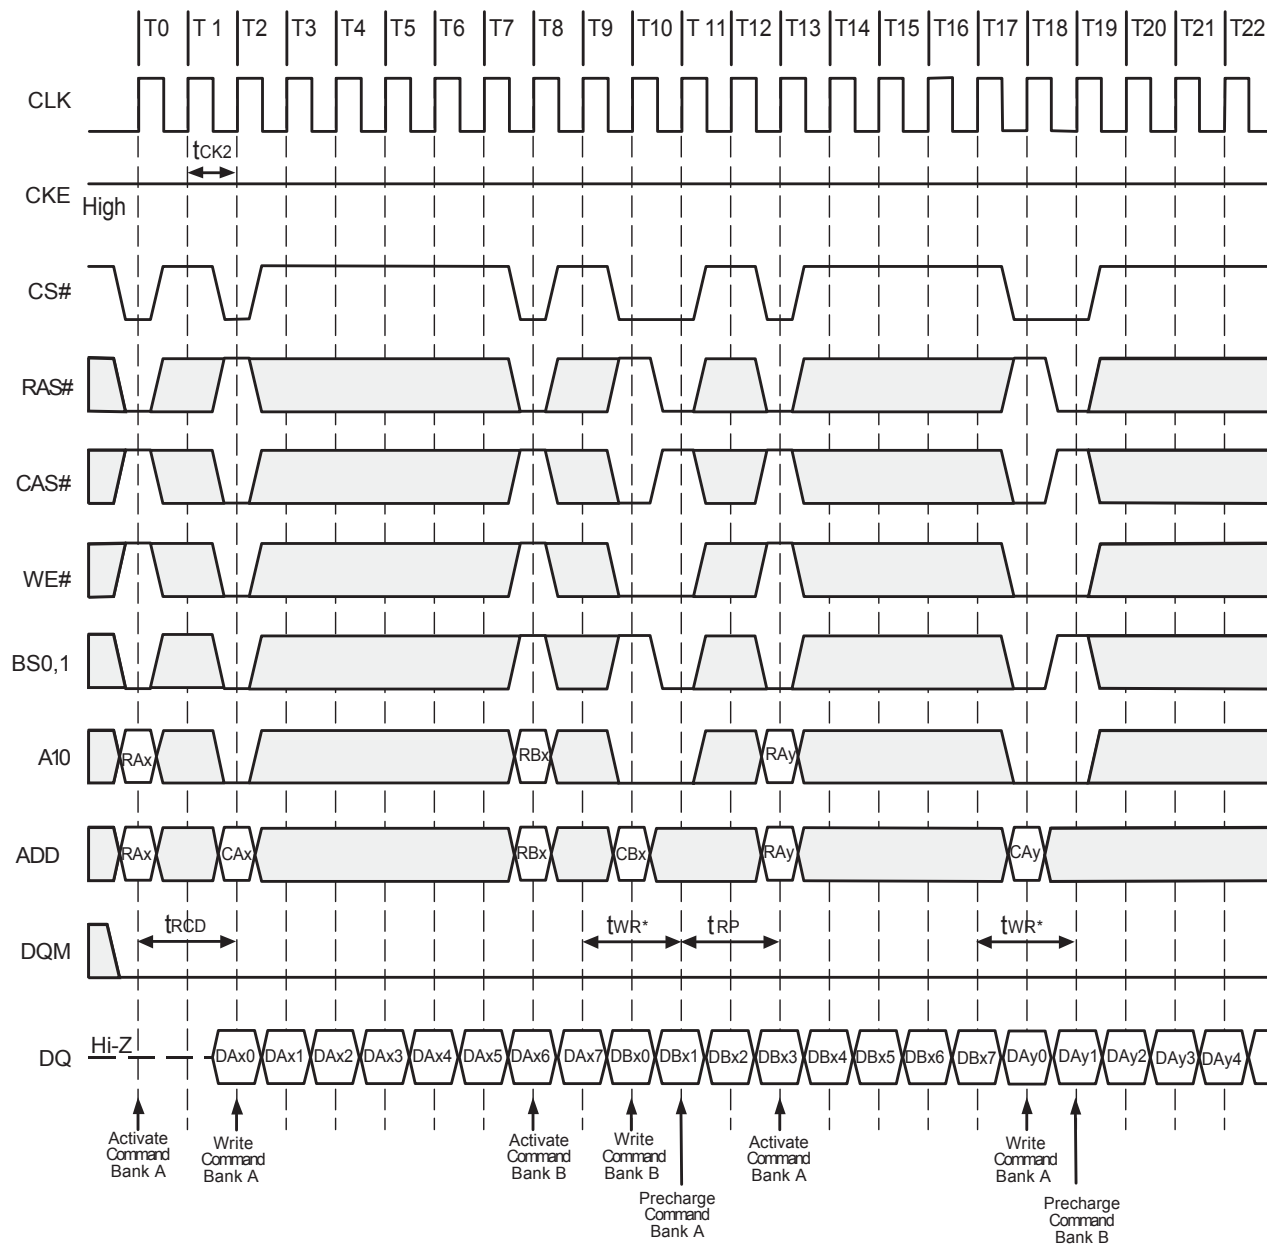 T0 T 1 T2 T3 T4 T5 T6 T7 T8 T9 T10 T 11 T12 T13 T14 T15 T16 T17 T18 T19 T20 T21 T22
CLK
tCK2
CKE
High
CS#
RAS#
CAS#
WE#
BS0,1
A10 RAx RBx RAy
ADD RAx CAx RBx CBx RAy CAy
tRCD tWR* tRP tWR*
DQM
Hi-Z
DQ DAx0 DAx1 DAx2 DAx3 DAx4 DAx5 DAx6 DAx7 DBx0 DBx1 DBx2 DBx3 DBx4 DBx5 DBx6 DBx7 DAy0 DAy1 DAy2 DAy3 DAy4
Activate
Command
Bank A
Write
Command
Bank A
Activate
Command
Bank B
Write
Command
Bank B
Precharge
Command
Bank A
Activate
Command
Bank A
Write
Command
Bank A
Precharge
Command
Bank B